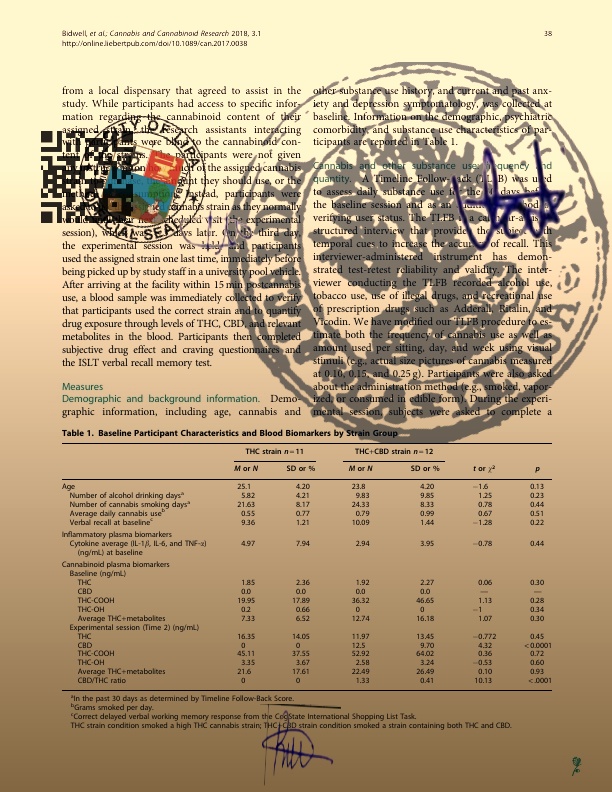 Bidwell, et al.; Cannabis and Cannabinoid Research 2018, 3.1
38
http://online.liebertpub.com/doi/10.1089/can.2017.0038
from a local dispensary that agreed to assist in the
study. While participants had access to specific infor-
mation regarding the cannabinoid content of their
assigned strain, the research assistants interacting
with participants were blind to the cannabinoid con-
participants were not given
of the assigned cannabis
they should use, or the
Instead, participants were
cannabis strain as they normally
would scheduled visit (the experimental
session), which was days later. On the third day,
the experimental session was and participants
used the assigned strain one last time, immediately before
being picked up by study staff in a university pool vehicle.
After arriving at the facility within 15 min postcannabis
use, a blood sample was immediately collected to verify
that participants used the correct strain and to quantify
drug exposure through levels of THC, CBD, and relevant
metabolites in the blood. Participants then completed
subjective drug effect and craving questionnaires and
the ISLT verbal recall memory test.
Measures
Demographic and background information. Demo-
graphic information, including age, cannabis and
other substance use history, and current and past anx-
iety and depression symptomatology, was collected at
baseline. Information on the demographic, psychiatric
comorbidity, and substance use characteristics of par-
ticipants are reported in Table 1.
Cannabis and other substance use frequency and
quantity. A Timeline Follow-Back (TLFB) was used
to assess daily substance use for the days before
the baseline session and as an method
verifying user status. The TLFB is a calendar-assisted
structured interview that provides the subject with
temporal cues to increase the accuracy of recall. This
interviewer-administered instrument has demon-
strated test-retest reliability and validity. The inter-
viewer conducting the TLFB recorded alcohol use,
tobacco use, use of illegal drugs, and recreational use
of prescription drugs such as Adderall, Ritalin, and
Vicodin. We have modified our TLFB procedure to es-
timate both the frequency of cannabis use as well as
amount used per sitting, day, and week using visual
stimuli (e.g., actual size pictures of cannabis measured
at 0.10, 0.15, and 0.25 g). Participants were also asked
about the administration method (e.g., smoked, vapor-
ized, or consumed in edible form). During the experi-
mental session, subjects were asked to complete a
Table 1. Baseline Participant Characteristics and Blood Biomarkers by Strain Group
THC strain n=11 THC+CBD strain n=12
M or N SD or % M or N SD or % t or χ² p
Age 25.1 4.20 23.8 4.20 −1.6 0.13
Number of alcohol drinking daysᵃ 5.82 4.21 9.83 9.85 1.25 0.23
Number of cannabis smoking daysᵃ 21.63 8.17 24.33 8.33 0.78 0.44
Average daily cannabis useᵇ 0.55 0.77 0.79 0.99 0.67 0.51
Verbal recall at baselineᶜ 9.36 1.21 10.09 1.44 −1.28 0.22
Inflammatory plasma biomarkers
Cytokine average (IL-1β, IL-6, and TNF-α) 4.97 7.94 2.94 3.95 −0.78 0.44
(ng/mL) at baseline
Cannabinoid plasma biomarkers
Baseline (ng/mL)
THC 1.85 2.36 1.92 2.27 0.06 0.30
CBD 0.0 0.0 0.0 0.0 — —
THC-COOH 19.95 17.89 36.32 46.65 1.13 0.28
THC-OH 0.2 0.66 0 0 −1 0.34
Average THC+metabolites 7.33 6.52 12.74 16.18 1.07 0.30
Experimental session (Time 2) (ng/mL)
THC 16.35 14.05 11.97 13.45 −0.772 0.45
CBD 0 0 12.5 9.70 4.32 <0.0001
THC-COOH 45.11 37.55 52.92 64.02 0.36 0.72
THC-OH 3.35 3.67 2.58 3.24 −0.53 0.60
Average THC+metabolites 21.6 17.61 22.49 26.49 0.10 0.93
CBD/THC ratio 0 0 1.33 0.41 10.13 <.0001
ᵃIn the past 30 days as determined by Timeline Follow-Back Score.
ᵇGrams smoked per day.
ᶜCorrect delayed verbal working memory response from the CogState International Shopping List Task.
THC strain condition smoked a high THC cannabis strain; THC+CBD strain condition smoked a strain containing both THC and CBD.